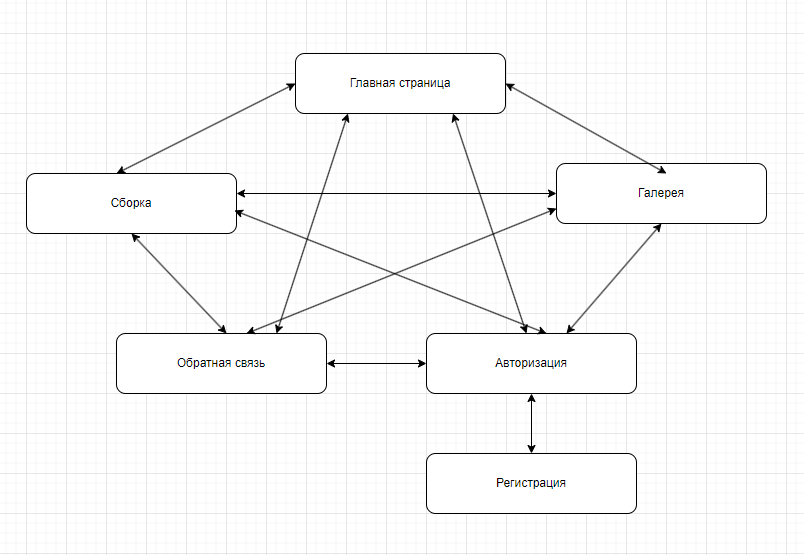 Главная страница
Сборка
Галерея
Обратная связь
Авторизация
Регистрация